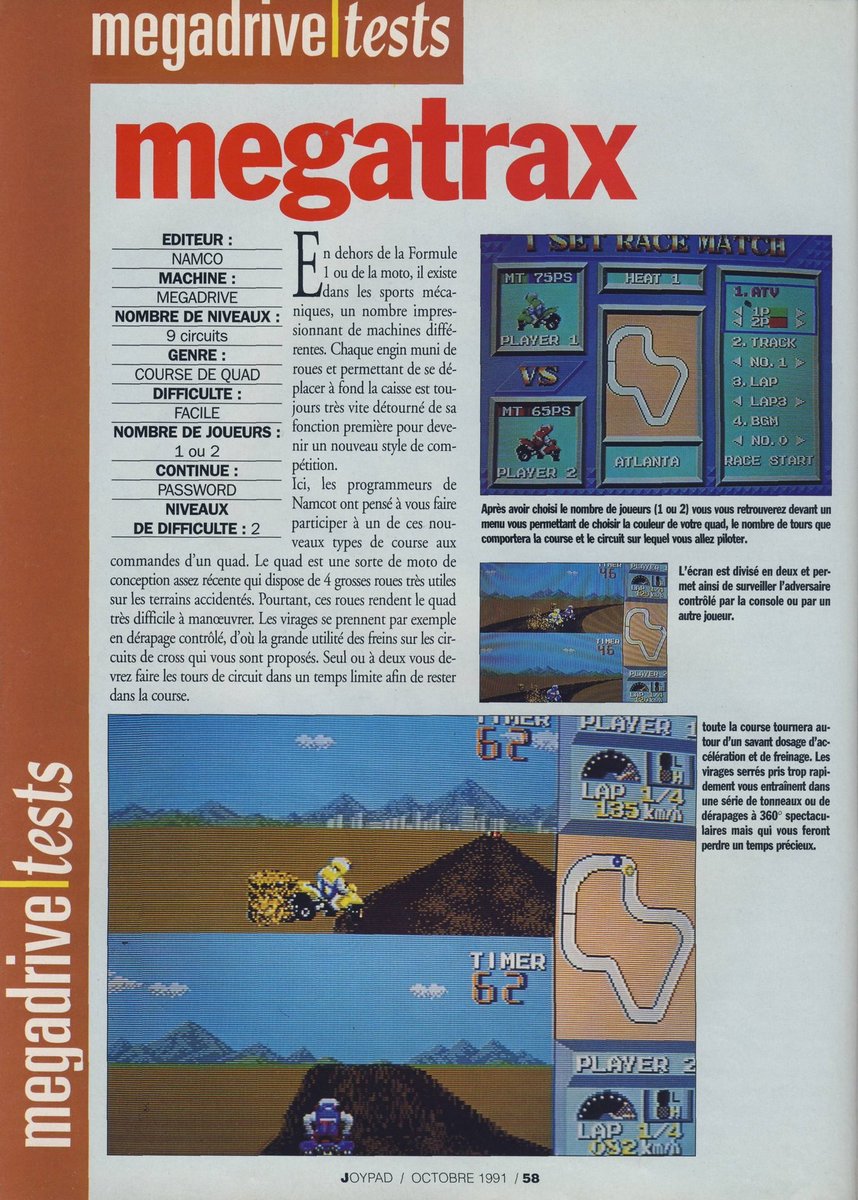 megadrive|tests
megatrax
EDITEUR :
NAMCO
MACHINE :
MEGADRIVE
NOMBRE DE NIVEAUX :
9 circuits
GENRE :
COURSE DE QUAD
DIFFICULTE :
FACILE
NOMBRE DE JOUEURS :
1 ou 2
CONTINUE :
PASSWORD
NIVEAUX
DE DIFFICULTE : 2
En dehors de la Formule
1 ou de la moto, il existe
dans les sports méca-
niques, un nombre impres-
sionnant de machines diffé-
rentes. Chaque engin muni de
roues et permettant de se dé-
placer à fond la caisse est tou-
jours très vite détourné de sa
fonction première pour deve-
nir un nouveau style de com-
pétition.
Ici, les programmeurs de
Namcot ont pensé à vous faire
participer à un de ces nou-
veaux types de course aux
commandes d'un quad. Le quad est une sorte de moto de
conception assez récente qui dispose de 4 grosses roues très utiles
sur les terrains accidentés. Pourtant, ces roues rendent le quad
très difficile à manœuvrer. Les virages se prennent par exemple
en dérapage contrôlé, d'où la grande utilité des freins sur les cir-
cuits de cross qui vous sont proposés. Seul ou à deux vous de-
vrez faire les tours de circuit dans un temps limite afin de rester
dans la course.
1 SET RACE MATCH
MT 75PS
PLAYER 1
VS
MT 65PS
PLAYER 2
HEAT 1
ATLANTA
1. ATV
1P
2P
2. TRACK
NO. 1
3. LAP
LAP3
4. BGM
NO. 0
RACE START
Après avoir choisi le nombre de joueurs (1 ou 2) vous vous retrouverez devant un
menu vous permettant de choisir la couleur de votre quad, le nombre de tours que
comportera la course et le circuit sur lequel vous allez piloter.
TIMER
46
PLAYER 1
LAP 1/4
TIMER
46
PLAYER 2
LAP 1/4
L'écran est divisé en deux et per-
met ainsi de surveiller l'adversaire
contrôlé par la console ou par un
autre joueur.
TIMER
62
PLAYER 1
L
H
LAP 1/4
135 km/h
TIMER
62
PLAYER 2
L
H
LAP 1/4
082 km/h
toute la course tournera au-
tour d'un savant dosage d'ac-
célération et de freinage. Les
virages serrés pris trop rapi-
dement vous entraînent dans
une série de tonneaux ou de
dérapages à 360° spectacu-
laires mais qui vous feront
perdre un temps précieux.
megadrive|tests
JOYPAD / OCTOBRE 1991 / 58